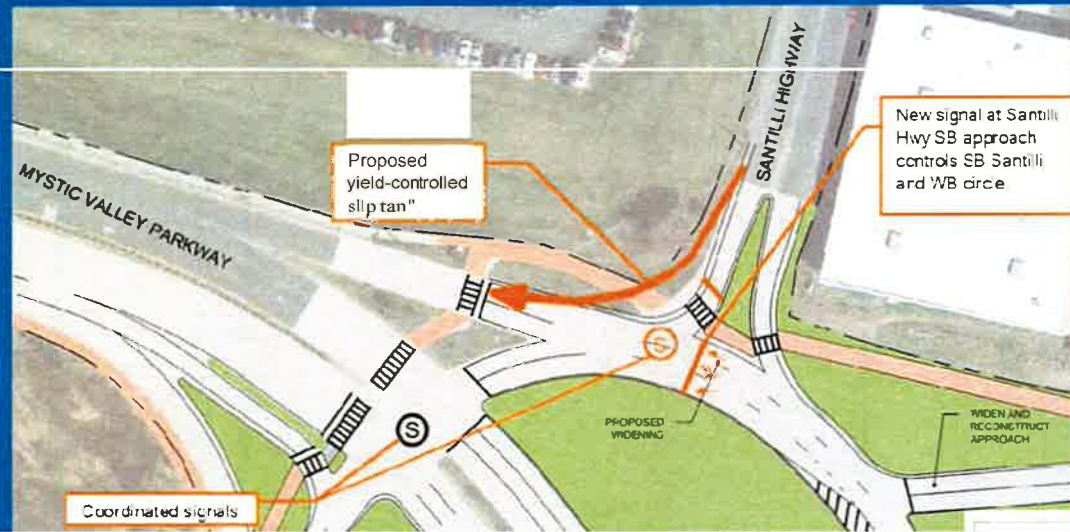 SANTILLI HIGHWAY
New signal at Santilli
Hwy SB approach
controls SB Santilli
and WB circle
Proposed
yield-controlled
slip tan"
MYSTIC VALLEY PARKWAY
S
S
PROPOSED
WIDENING
WIDEN AND
RECONSTRUCT
APPROACH
Coordinated signals